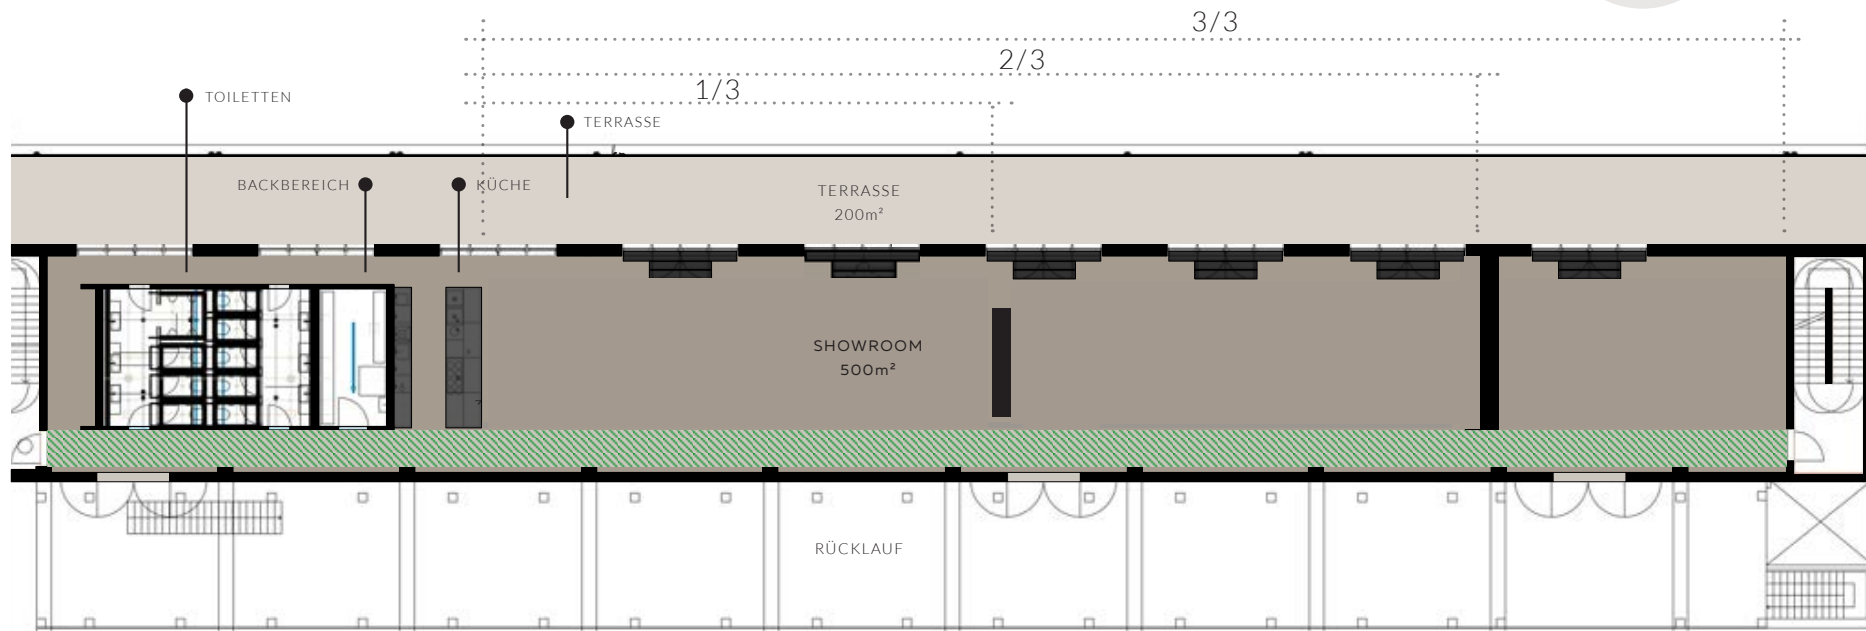 3/3
2/3
1/3
TOILETTEN
TERRASSE
BACKBEREICH
KÜCHE
TERRASSE
200m²
SHOWROOM
500m²
RÜCKLAUF